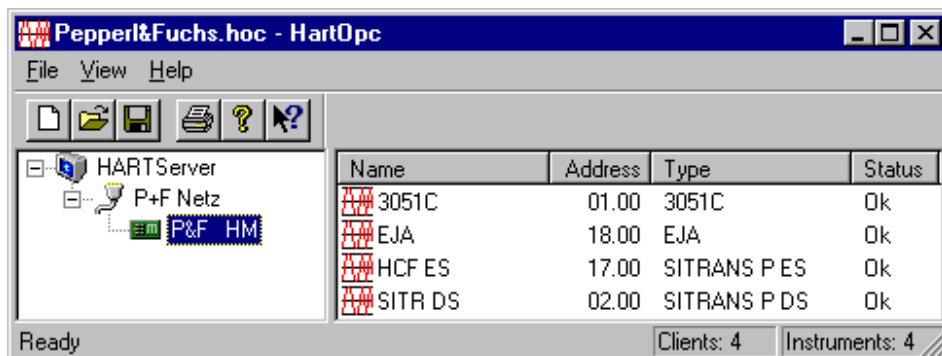 Pepperl&Fuchs.hoc - HartOpc
File View Help
HARTServer
P+F Netz
P&F HM
Name Address Type Status
3051C 01.00 3051C Ok
EJA 18.00 EJA Ok
HCF ES 17.00 SITRANS P ES Ok
SITR DS 02.00 SITRANS P DS Ok
Ready Clients: 4 Instruments: 4